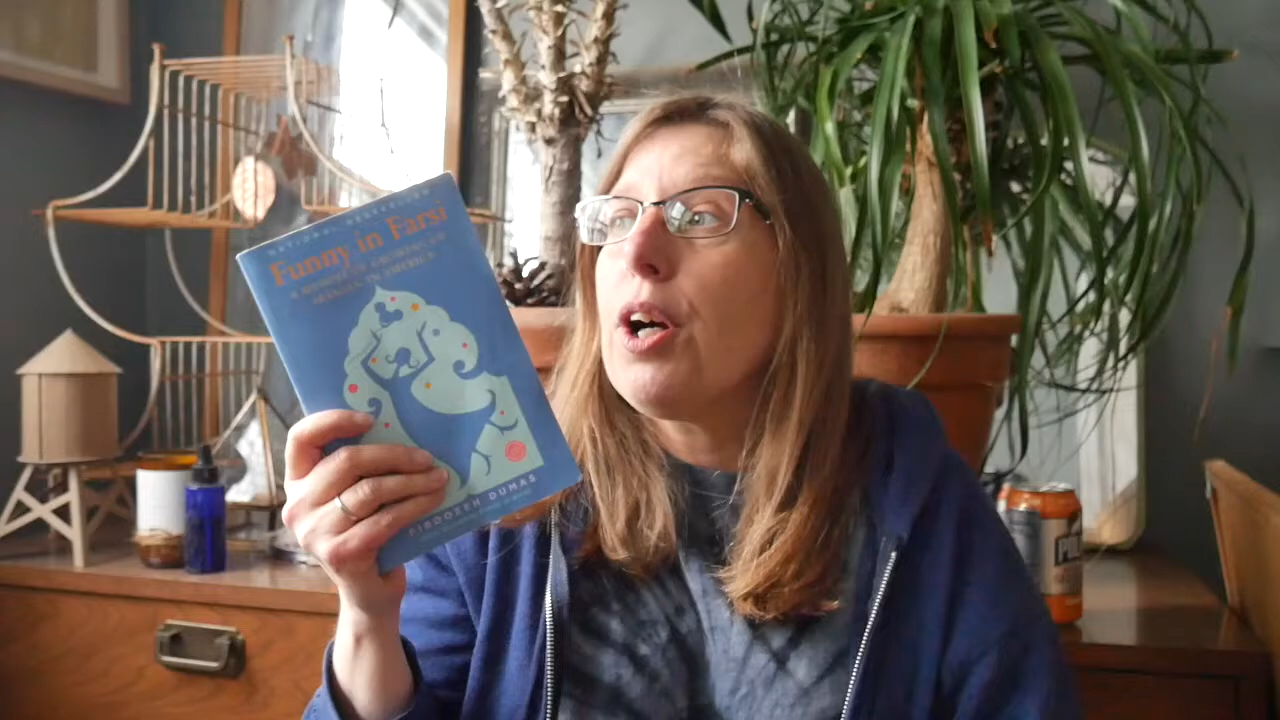 NATIONAL BESTSELLER
Funny in Farsi
A MEMOIR OF GROWING UP
IRANIAN IN AMERICA
FIROOZEH DUMAS